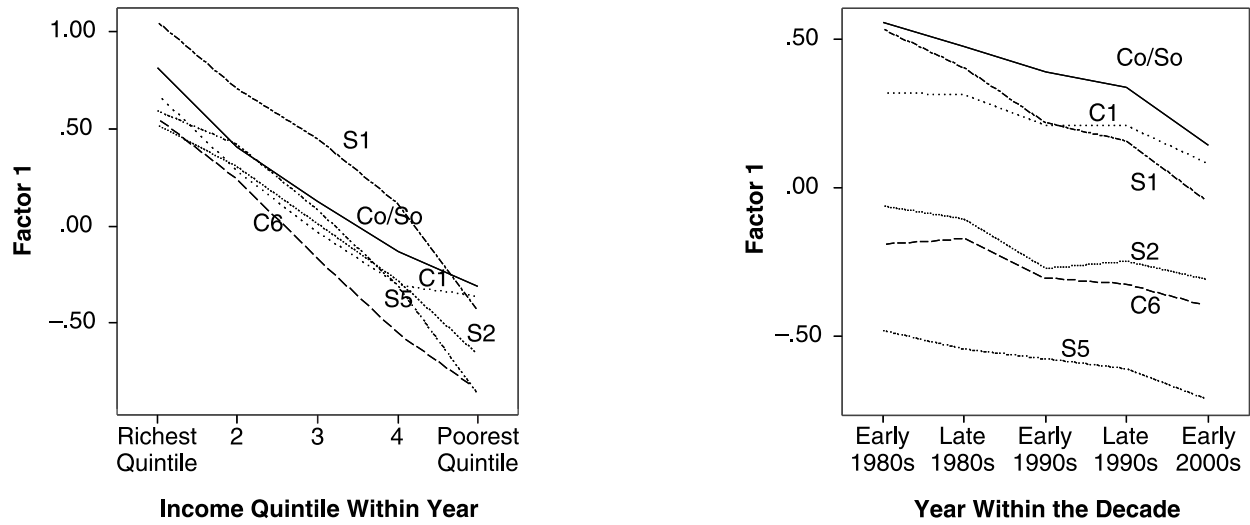 1.00
.50
.00
–.50
Factor 1
S1
Co/So
C6
C1
S5
S2
Richest Quintile
2
3
4
Poorest Quintile
Income Quintile Within Year
.50
.00
–.50
Factor 1
Co/So
C1
S1
S2
C6
S5
Early 1980s
Late 1980s
Early 1990s
Late 1990s
Early 2000s
Year Within the Decade